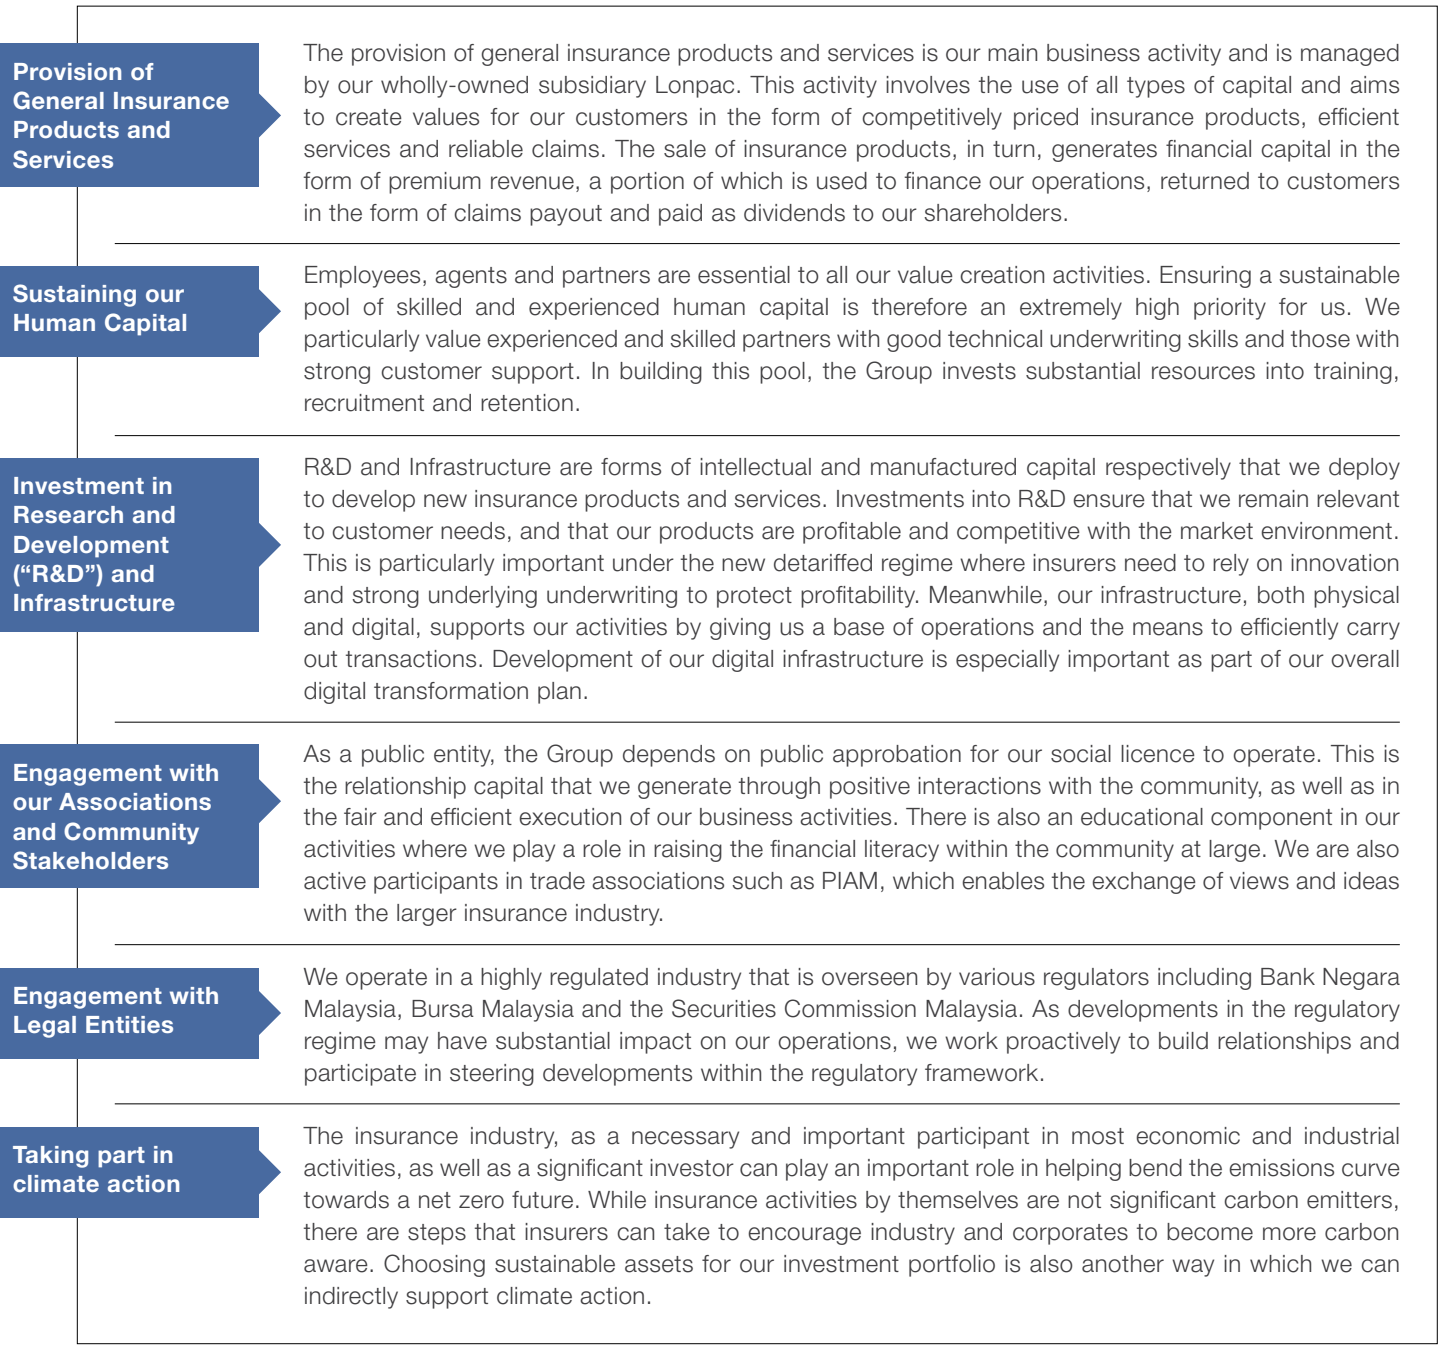 Provision of
General Insurance
Products and
Services
The provision of general insurance products and services is our main business activity and is managed
by our wholly-owned subsidiary Lonpac. This activity involves the use of all types of capital and aims
to create values for our customers in the form of competitively priced insurance products, efficient
services and reliable claims. The sale of insurance products, in turn, generates financial capital in the
form of premium revenue, a portion of which is used to finance our operations, returned to customers
in the form of claims payout and paid as dividends to our shareholders.
Sustaining our
Human Capital
Employees, agents and partners are essential to all our value creation activities. Ensuring a sustainable
pool of skilled and experienced human capital is therefore an extremely high priority for us. We
particularly value experienced and skilled partners with good technical underwriting skills and those with
strong customer support. In building this pool, the Group invests substantial resources into training,
recruitment and retention.
Investment in
Research and
Development
(“R&D”) and
Infrastructure
R&D and Infrastructure are forms of intellectual and manufactured capital respectively that we deploy
to develop new insurance products and services. Investments into R&D ensure that we remain relevant
to customer needs, and that our products are profitable and competitive with the market environment.
This is particularly important under the new detariffed regime where insurers need to rely on innovation
and strong underlying underwriting to protect profitability. Meanwhile, our infrastructure, both physical
and digital, supports our activities by giving us a base of operations and the means to efficiently carry
out transactions. Development of our digital infrastructure is especially important as part of our overall
digital transformation plan.
Engagement with
our Associations
and Community
Stakeholders
As a public entity, the Group depends on public approbation for our social licence to operate. This is
the relationship capital that we generate through positive interactions with the community, as well as in
the fair and efficient execution of our business activities. There is also an educational component in our
activities where we play a role in raising the financial literacy within the community at large. We are also
active participants in trade associations such as PIAM, which enables the exchange of views and ideas
with the larger insurance industry.
Engagement with
Legal Entities
We operate in a highly regulated industry that is overseen by various regulators including Bank Negara
Malaysia, Bursa Malaysia and the Securities Commission Malaysia. As developments in the regulatory
regime may have substantial impact on our operations, we work proactively to build relationships and
participate in steering developments within the regulatory framework.
Taking part in
climate action
The insurance industry, as a necessary and important participant in most economic and industrial
activities, as well as a significant investor can play an important role in helping bend the emissions curve
towards a net zero future. While insurance activities by themselves are not significant carbon emitters,
there are steps that insurers can take to encourage industry and corporates to become more carbon
aware. Choosing sustainable assets for our investment portfolio is also another way in which we can
indirectly support climate action.